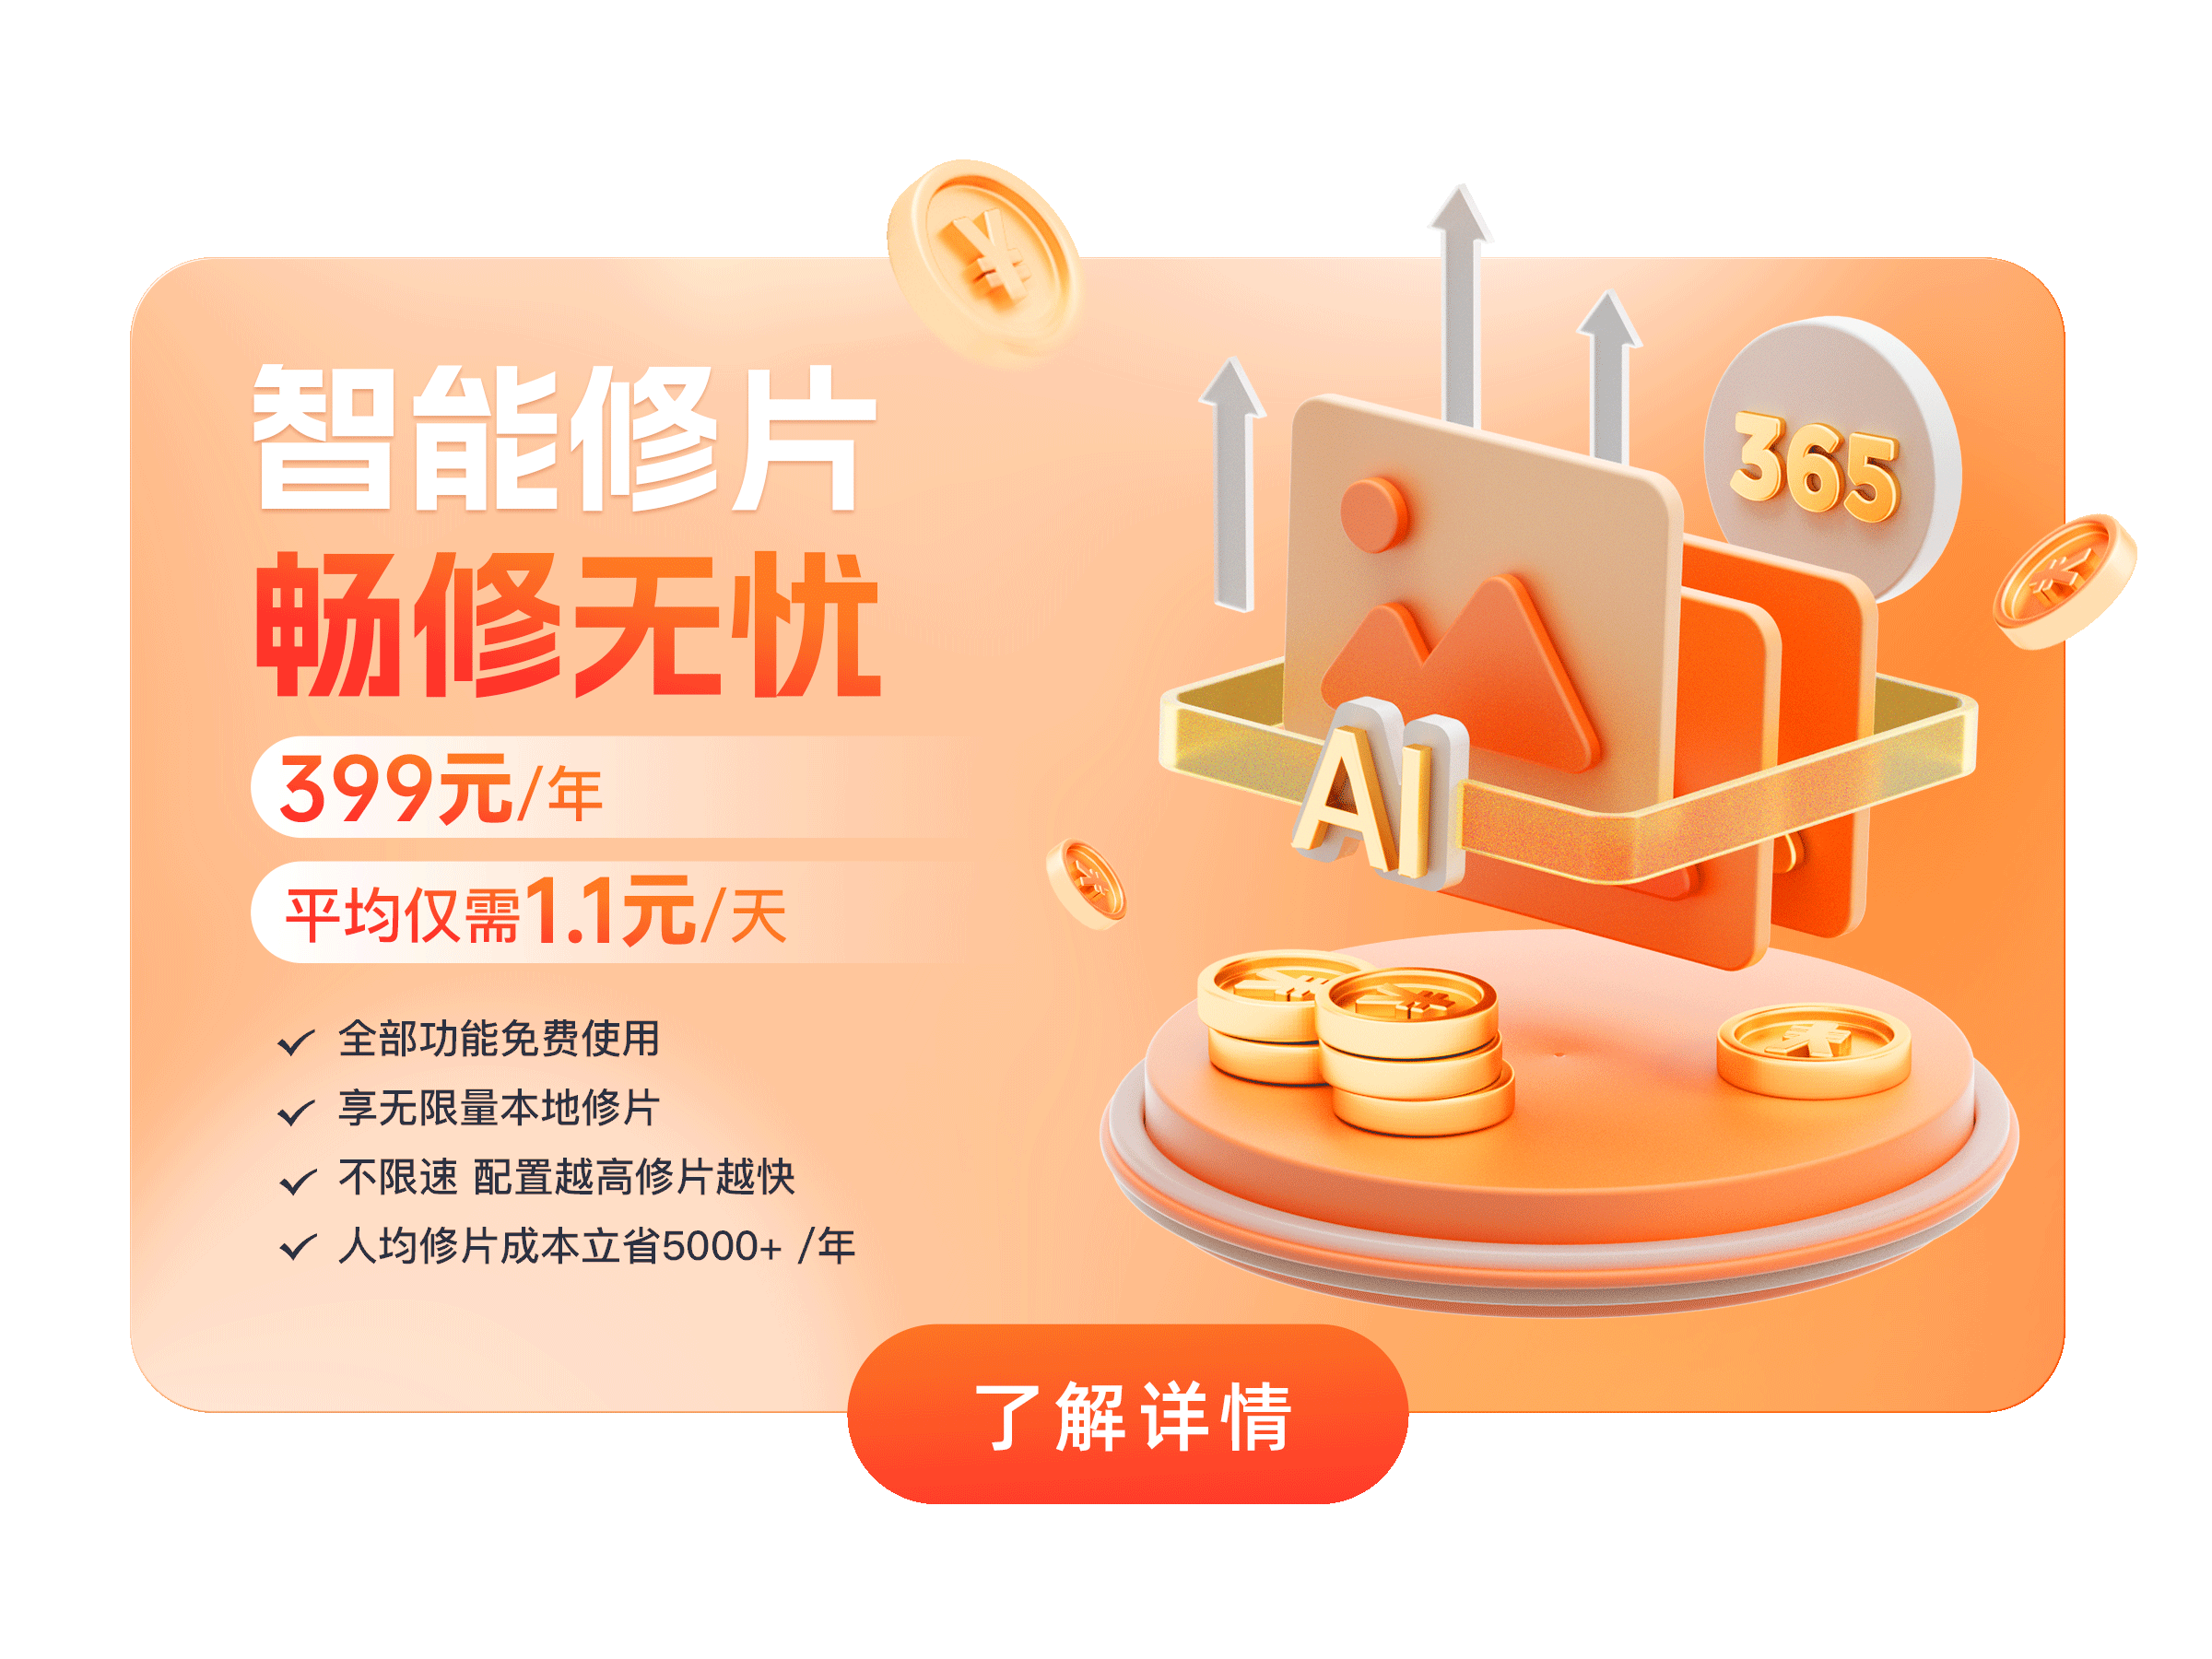 智能修片
畅修无忧
399元/年
平均仅需1.1元/天
全部功能免费使用
享无限量本地修片
不限速 配置越高修片越快
人均修片成本立省5000+ /年
365
AI
¥
¥
¥
¥
¥
¥
了解详情